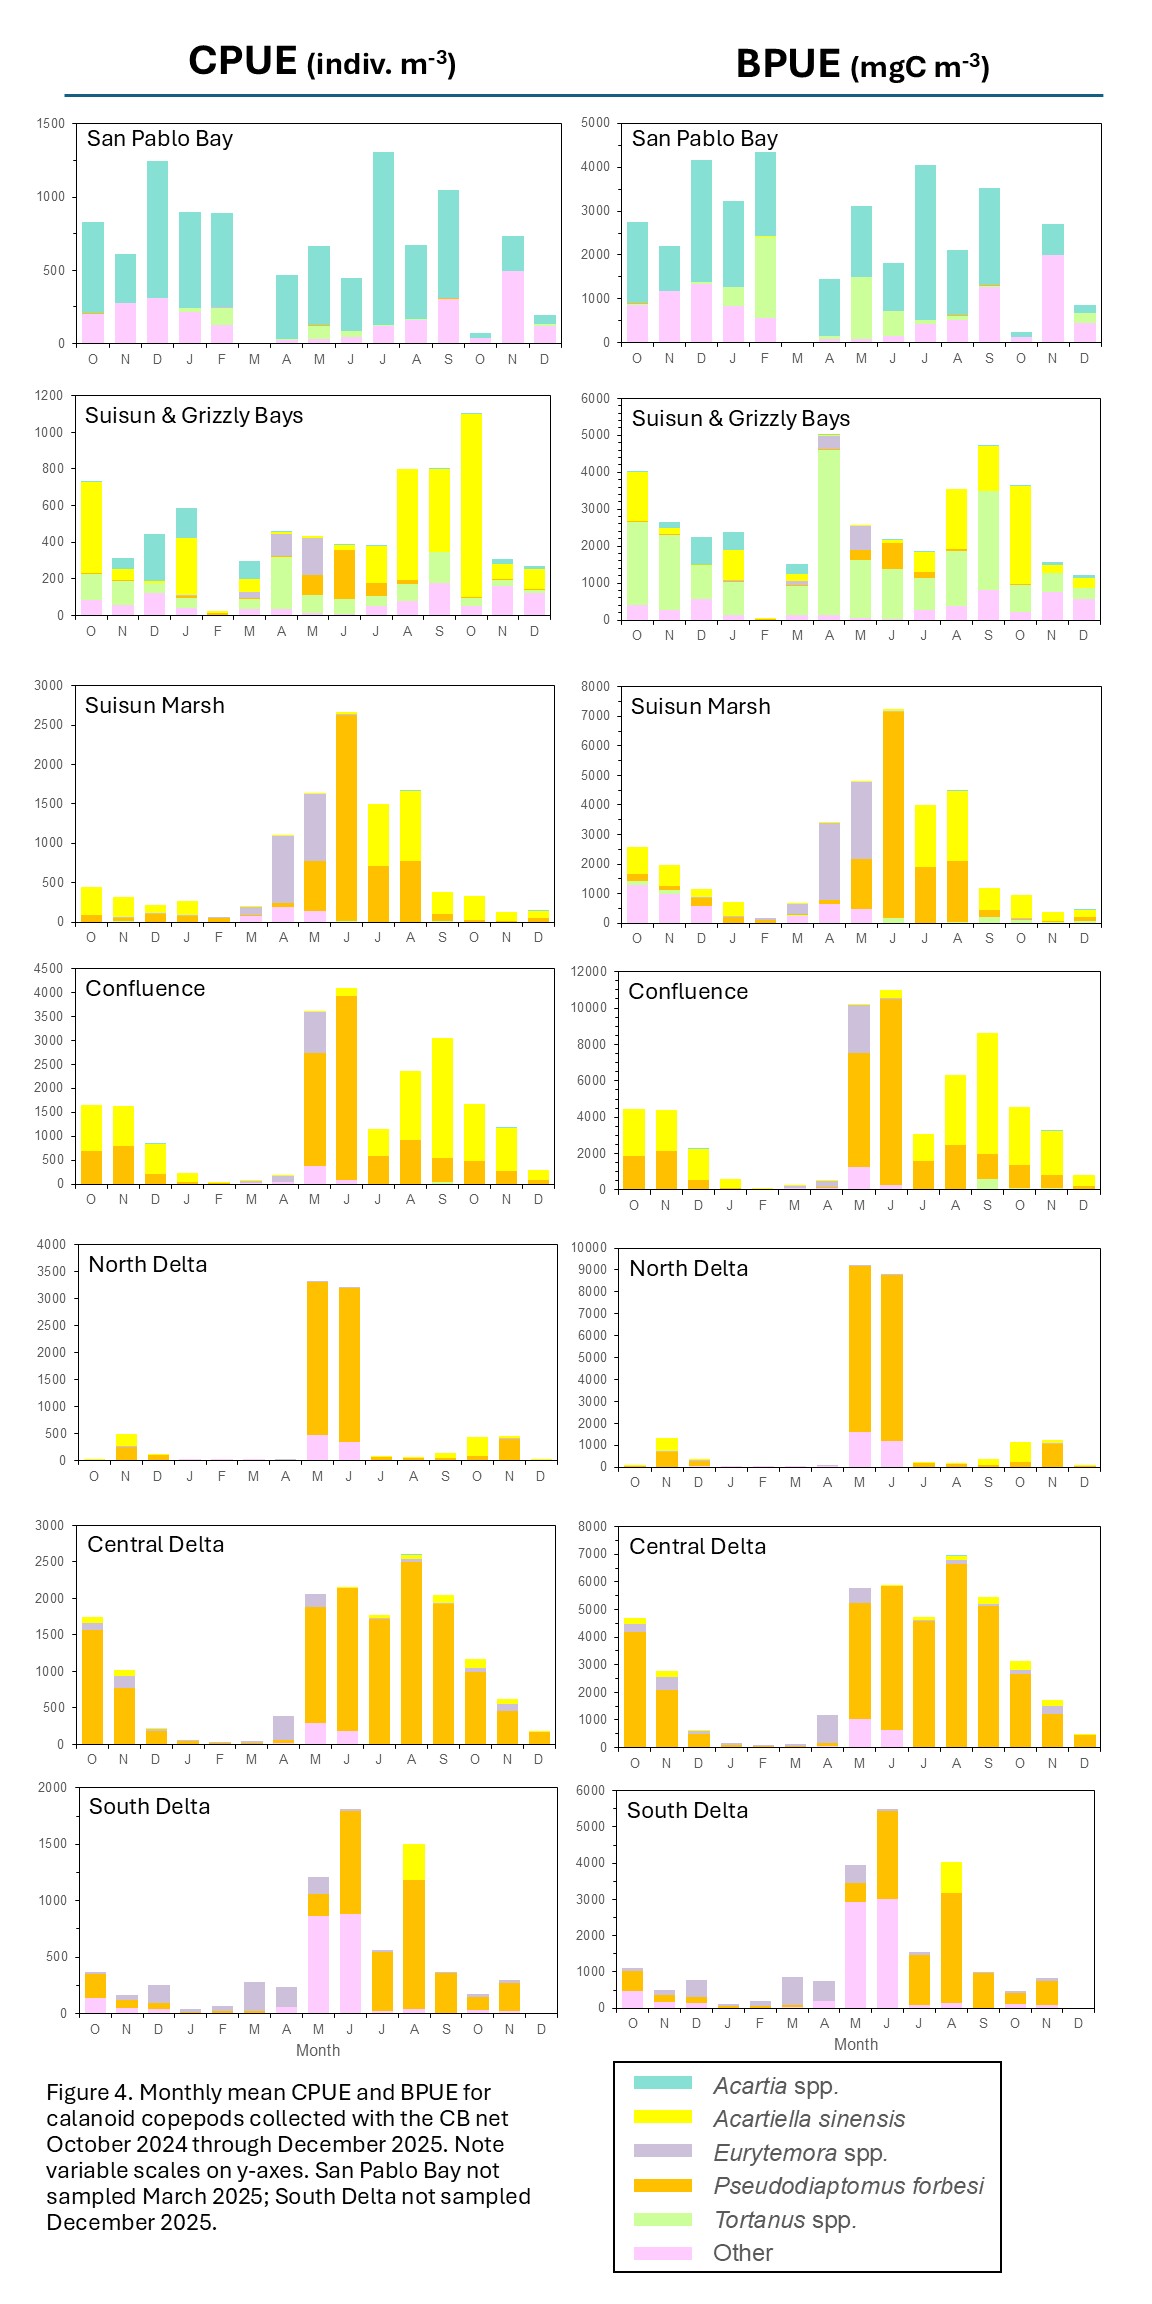 CPUE (indiv. m-3)
BPUE (mgC m-3)
San Pablo Bay
1500
1000
500
0
O N D J F M A M J J A S O N D
San Pablo Bay
5000
4000
3000
2000
1000
0
O N D J F M A M J J A S O N D
Suisun & Grizzly Bays
1200
1000
800
600
400
200
0
O N D J F M A M J J A S O N D
Suisun & Grizzly Bays
6000
5000
4000
3000
2000
1000
0
O N D J F M A M J J A S O N D
Suisun Marsh
3000
2500
2000
1500
1000
500
0
O N D J F M A M J J A S O N D
Suisun Marsh
8000
7000
6000
5000
4000
3000
2000
1000
0
O N D J F M A M J J A S O N D
Confluence
4500
4000
3500
3000
2500
2000
1500
1000
500
0
O N D J F M A M J J A S O N D
Confluence
12000
10000
8000
6000
4000
2000
0
O N D J F M A M J J A S O N D
North Delta
4000
3500
3000
2500
2000
1500
1000
500
0
O N D J F M A M J J A S O N D
North Delta
10000
9000
8000
7000
6000
5000
4000
3000
2000
1000
0
O N D J F M A M J J A S O N D
Central Delta
3000
2500
2000
1500
1000
500
0
O N D J F M A M J J A S O N D
Central Delta
8000
7000
6000
5000
4000
3000
2000
1000
0
O N D J F M A M J J A S O N D
South Delta
2000
1500
1000
500
0
O N D J F M A M J J A S O N D
Month
South Delta
6000
5000
4000
3000
2000
1000
0
O N D J F M A M J J A S O N D
Month
Figure 4. Monthly mean CPUE and BPUE for
calanoid copepods collected with the CB net
October 2024 through December 2025. Note
variable scales on y-axes. San Pablo Bay not
sampled March 2025; South Delta not sampled
December 2025.
Acartia spp.
Acartiella sinensis
Eurytemora spp.
Pseudodiaptomus forbesi
Tortanus spp.
Other